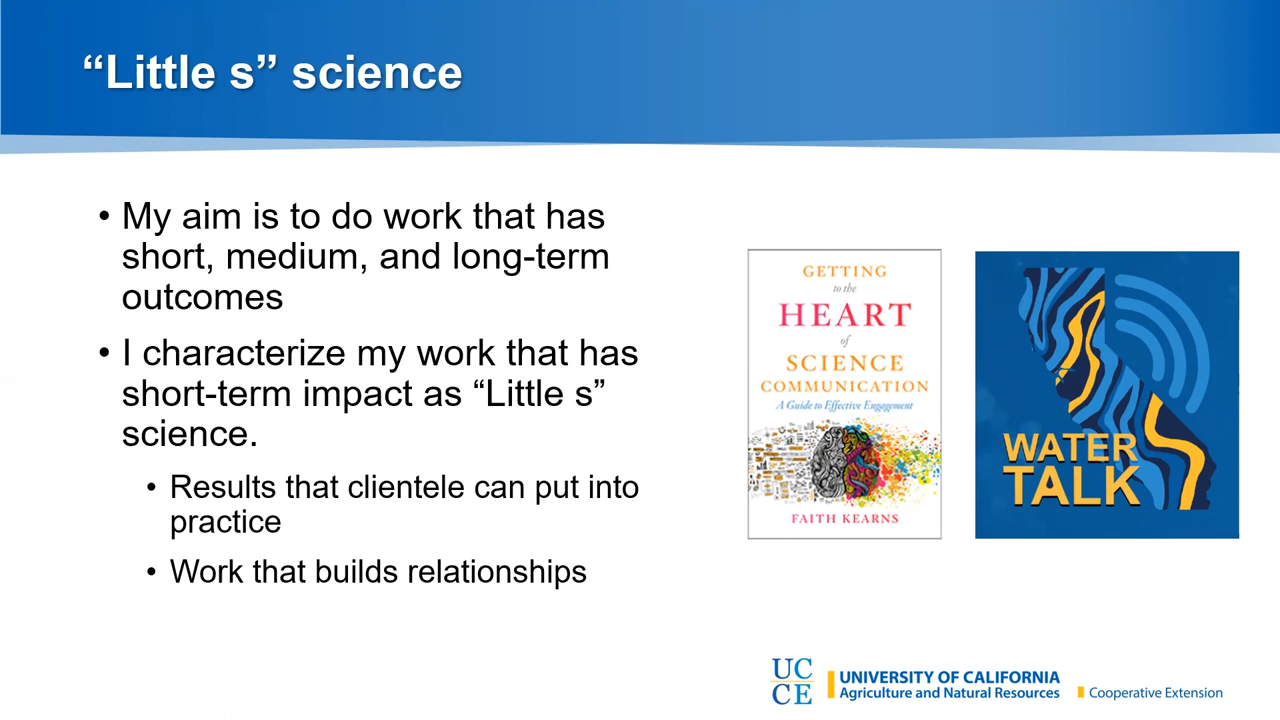 “Little s” science
• My aim is to do work that has
short, medium, and long-term
outcomes
• I characterize my work that has
short-term impact as “Little s”
science.
• Results that clientele can put into
practice
• Work that builds relationships
GETTING
to the
HEART
of
SCIENCE
COMMUNICATION
A Guide to Effective Engagement
FAITH KEARNS
WATER
TALK
UC
CE
UNIVERSITY OF CALIFORNIA
Agriculture and Natural Resources
Cooperative Extension